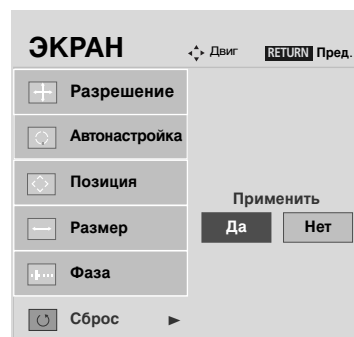 ЭКРАН Двиг RETURN Пред.
Разрешение
Автонастройка
Позиция
Применить
Размер Да Нет
Фаза
Сброс